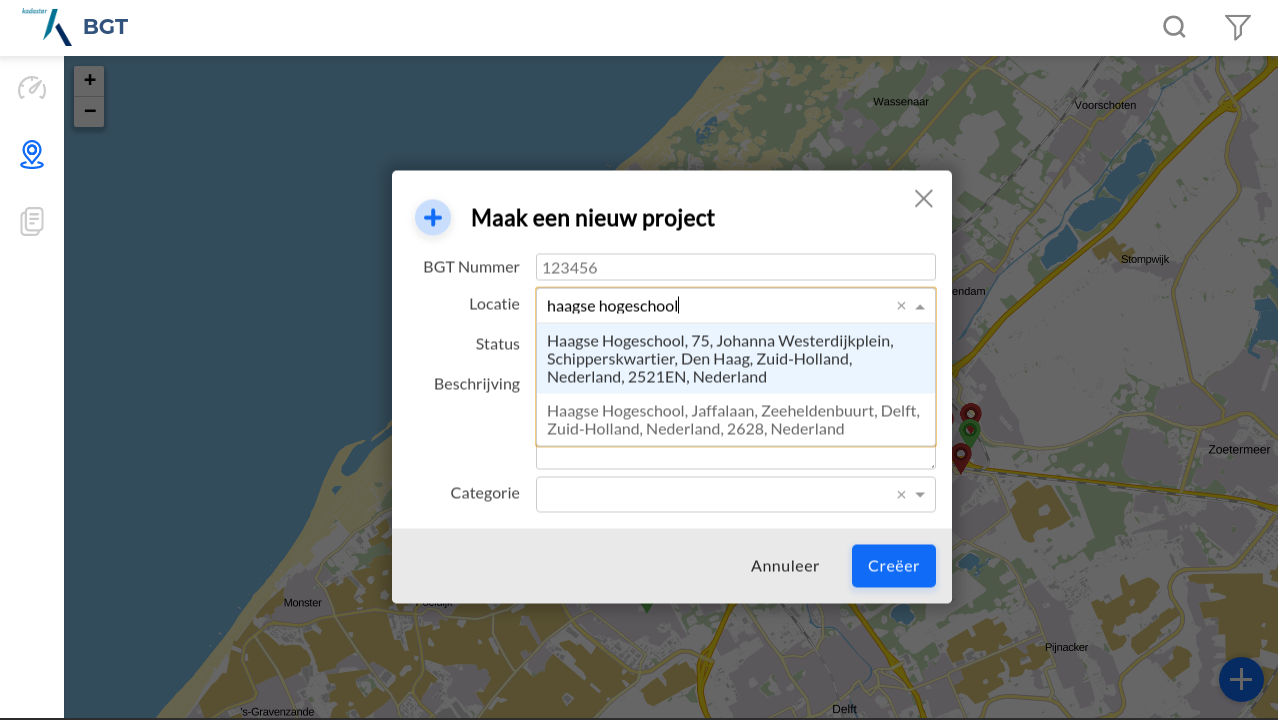 kadaster
BGT
+
−
Wassenaar
Voorschoten
Stompwijk
endam
Zoetermeer
Maak een nieuw project
BGT Nummer
123456
Locatie
haagse hogeschool
Status
Haagse Hogeschool, 75, Johanna Westerdijkplein,
Schipperskwartier, Den Haag, Zuid-Holland,
Nederland, 2521EN, Nederland
Beschrijving
Haagse Hogeschool, Jaffalaan, Zeeheldenbuurt, Delft,
Zuid-Holland, Nederland, 2628, Nederland
Categorie
Annuleer
Creëer
Monster
Pijnacker
's-Gravenzande
Delft